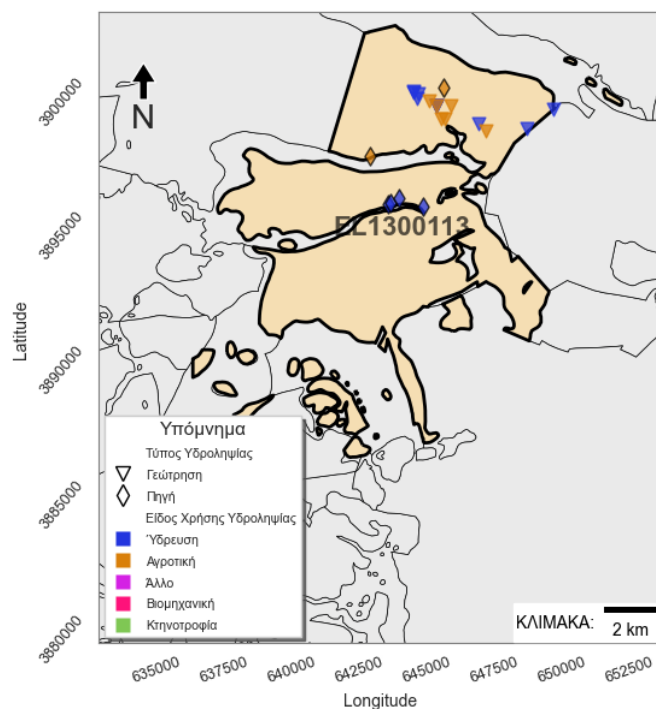 3900000
3895000
3890000
3885000
3880000
Latitude
N
EL1300113
Υπόμνημα
Τύπος Υδροληψίας
Γεώτρηση
Πηγή
Είδος Χρήσης Υδροληψίας
Ύδρευση
Αγροτική
Άλλο
Βιομηχανική
Κτηνοτροφία
ΚΛΙΜΑΚΑ:
2 km
635000 637500 640000 642500 645000 647500 650000 652500
Longitude